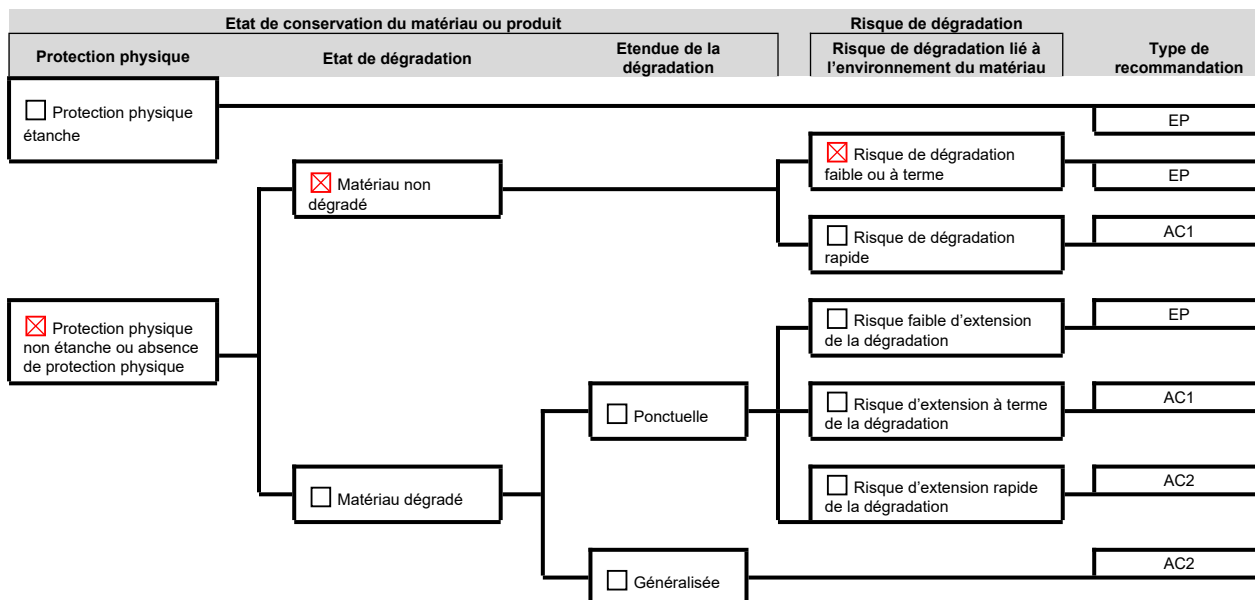 Etat de conservation du matériau ou produit
Risque de dégradation
Protection physique
Etat de dégradation
Etendue de la
dégradation
Risque de dégradation lié à
l'environnement du matériau
Type de
recommandation
Protection physique
étanche
EP
Matériau non
dégradé
Risque de dégradation
faible ou à terme
EP
Risque de dégradation
rapide
AC1
Protection physique
non étanche ou absence
de protection physique
Risque faible d'extension
de la dégradation
EP
Ponctuelle
Risque d'extension à terme
de la dégradation
AC1
Matériau dégradé
Risque d'extension rapide
de la dégradation
AC2
Généralisée
AC2